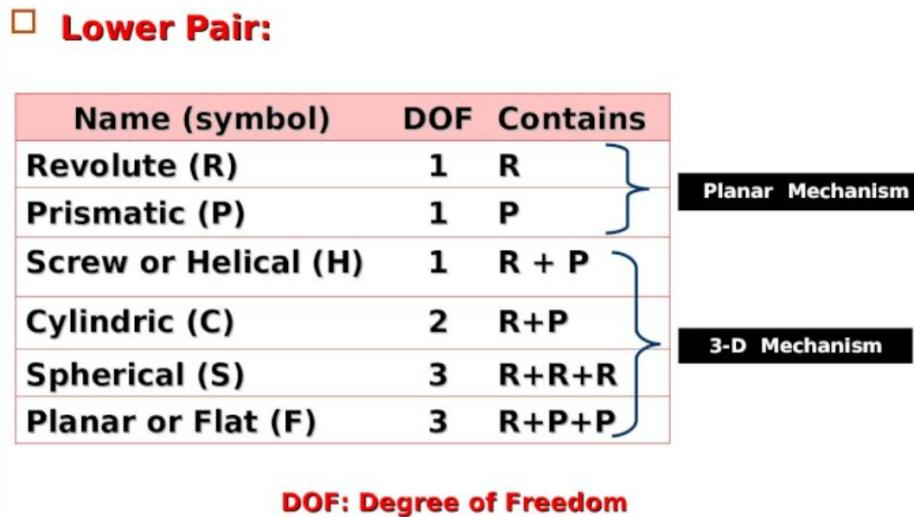 Lower Pair:
Name (symbol) DOF Contains
Revolute (R) 1 R
Prismatic (P) 1 P
Planar Mechanism
Screw or Helical (H) 1 R + P
Cylindric (C) 2 R+P
3-D Mechanism
Spherical (S) 3 R+R+R
Planar or Flat (F) 3 R+P+P
DOF: Degree of Freedom